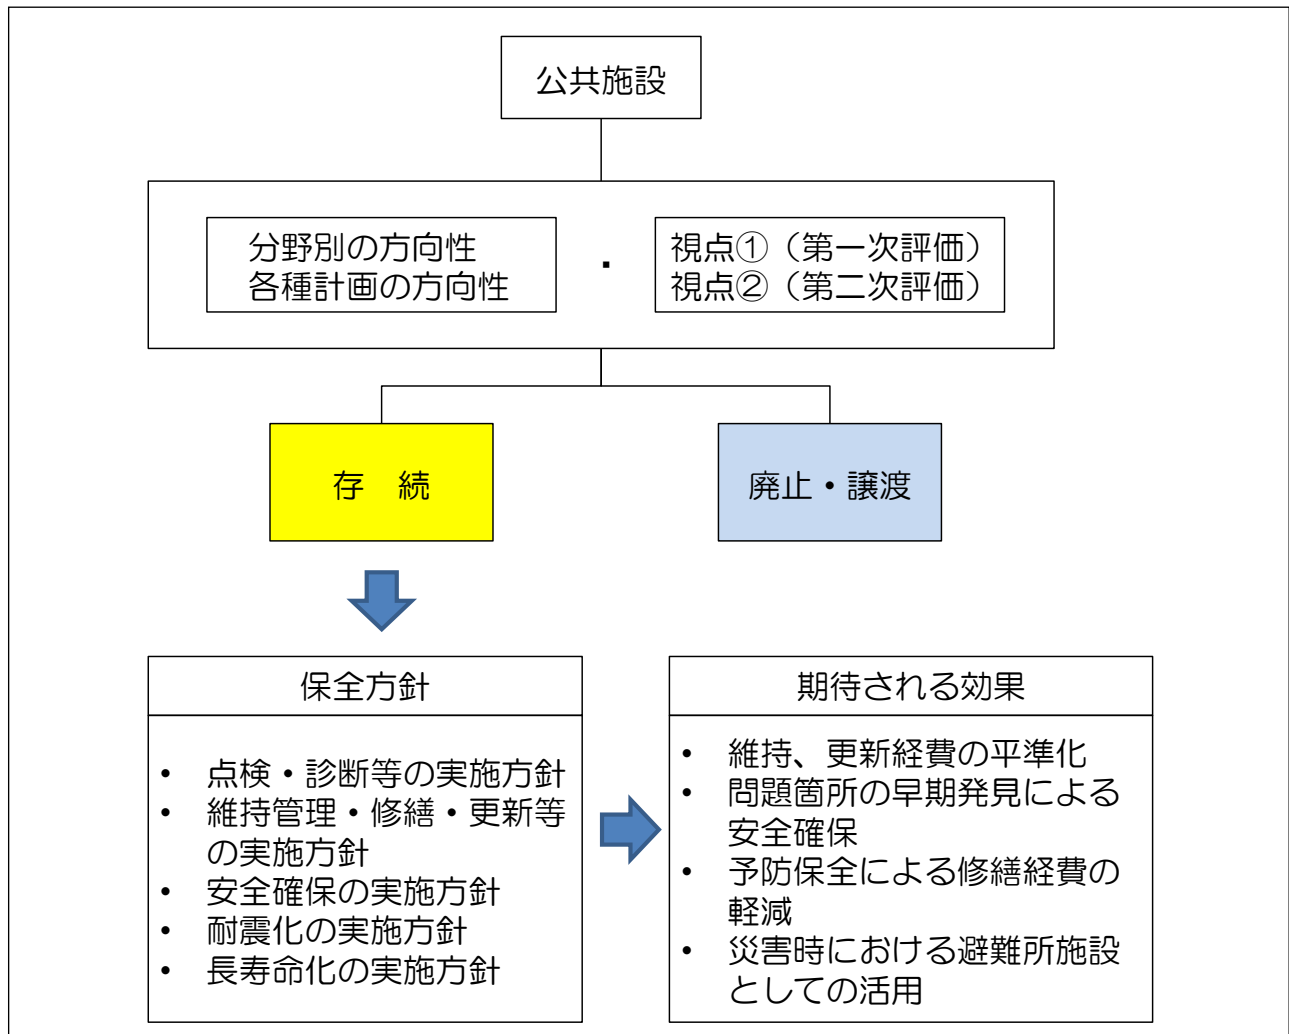 公共施設
分野別の方向性
各種計画の方向性
・
視点①（第一次評価）
視点②（第二次評価）
存　続
廃止・譲渡
保全方針
• 点検・診断等の実施方針
• 維持管理・修繕・更新等
の実施方針
• 安全確保の実施方針
• 耐震化の実施方針
• 長寿命化の実施方針
期待される効果
• 維持、更新経費の平準化
• 問題箇所の早期発見による
安全確保
• 予防保全による修繕経費の
軽減
• 災害時における避難所施設
としての活用